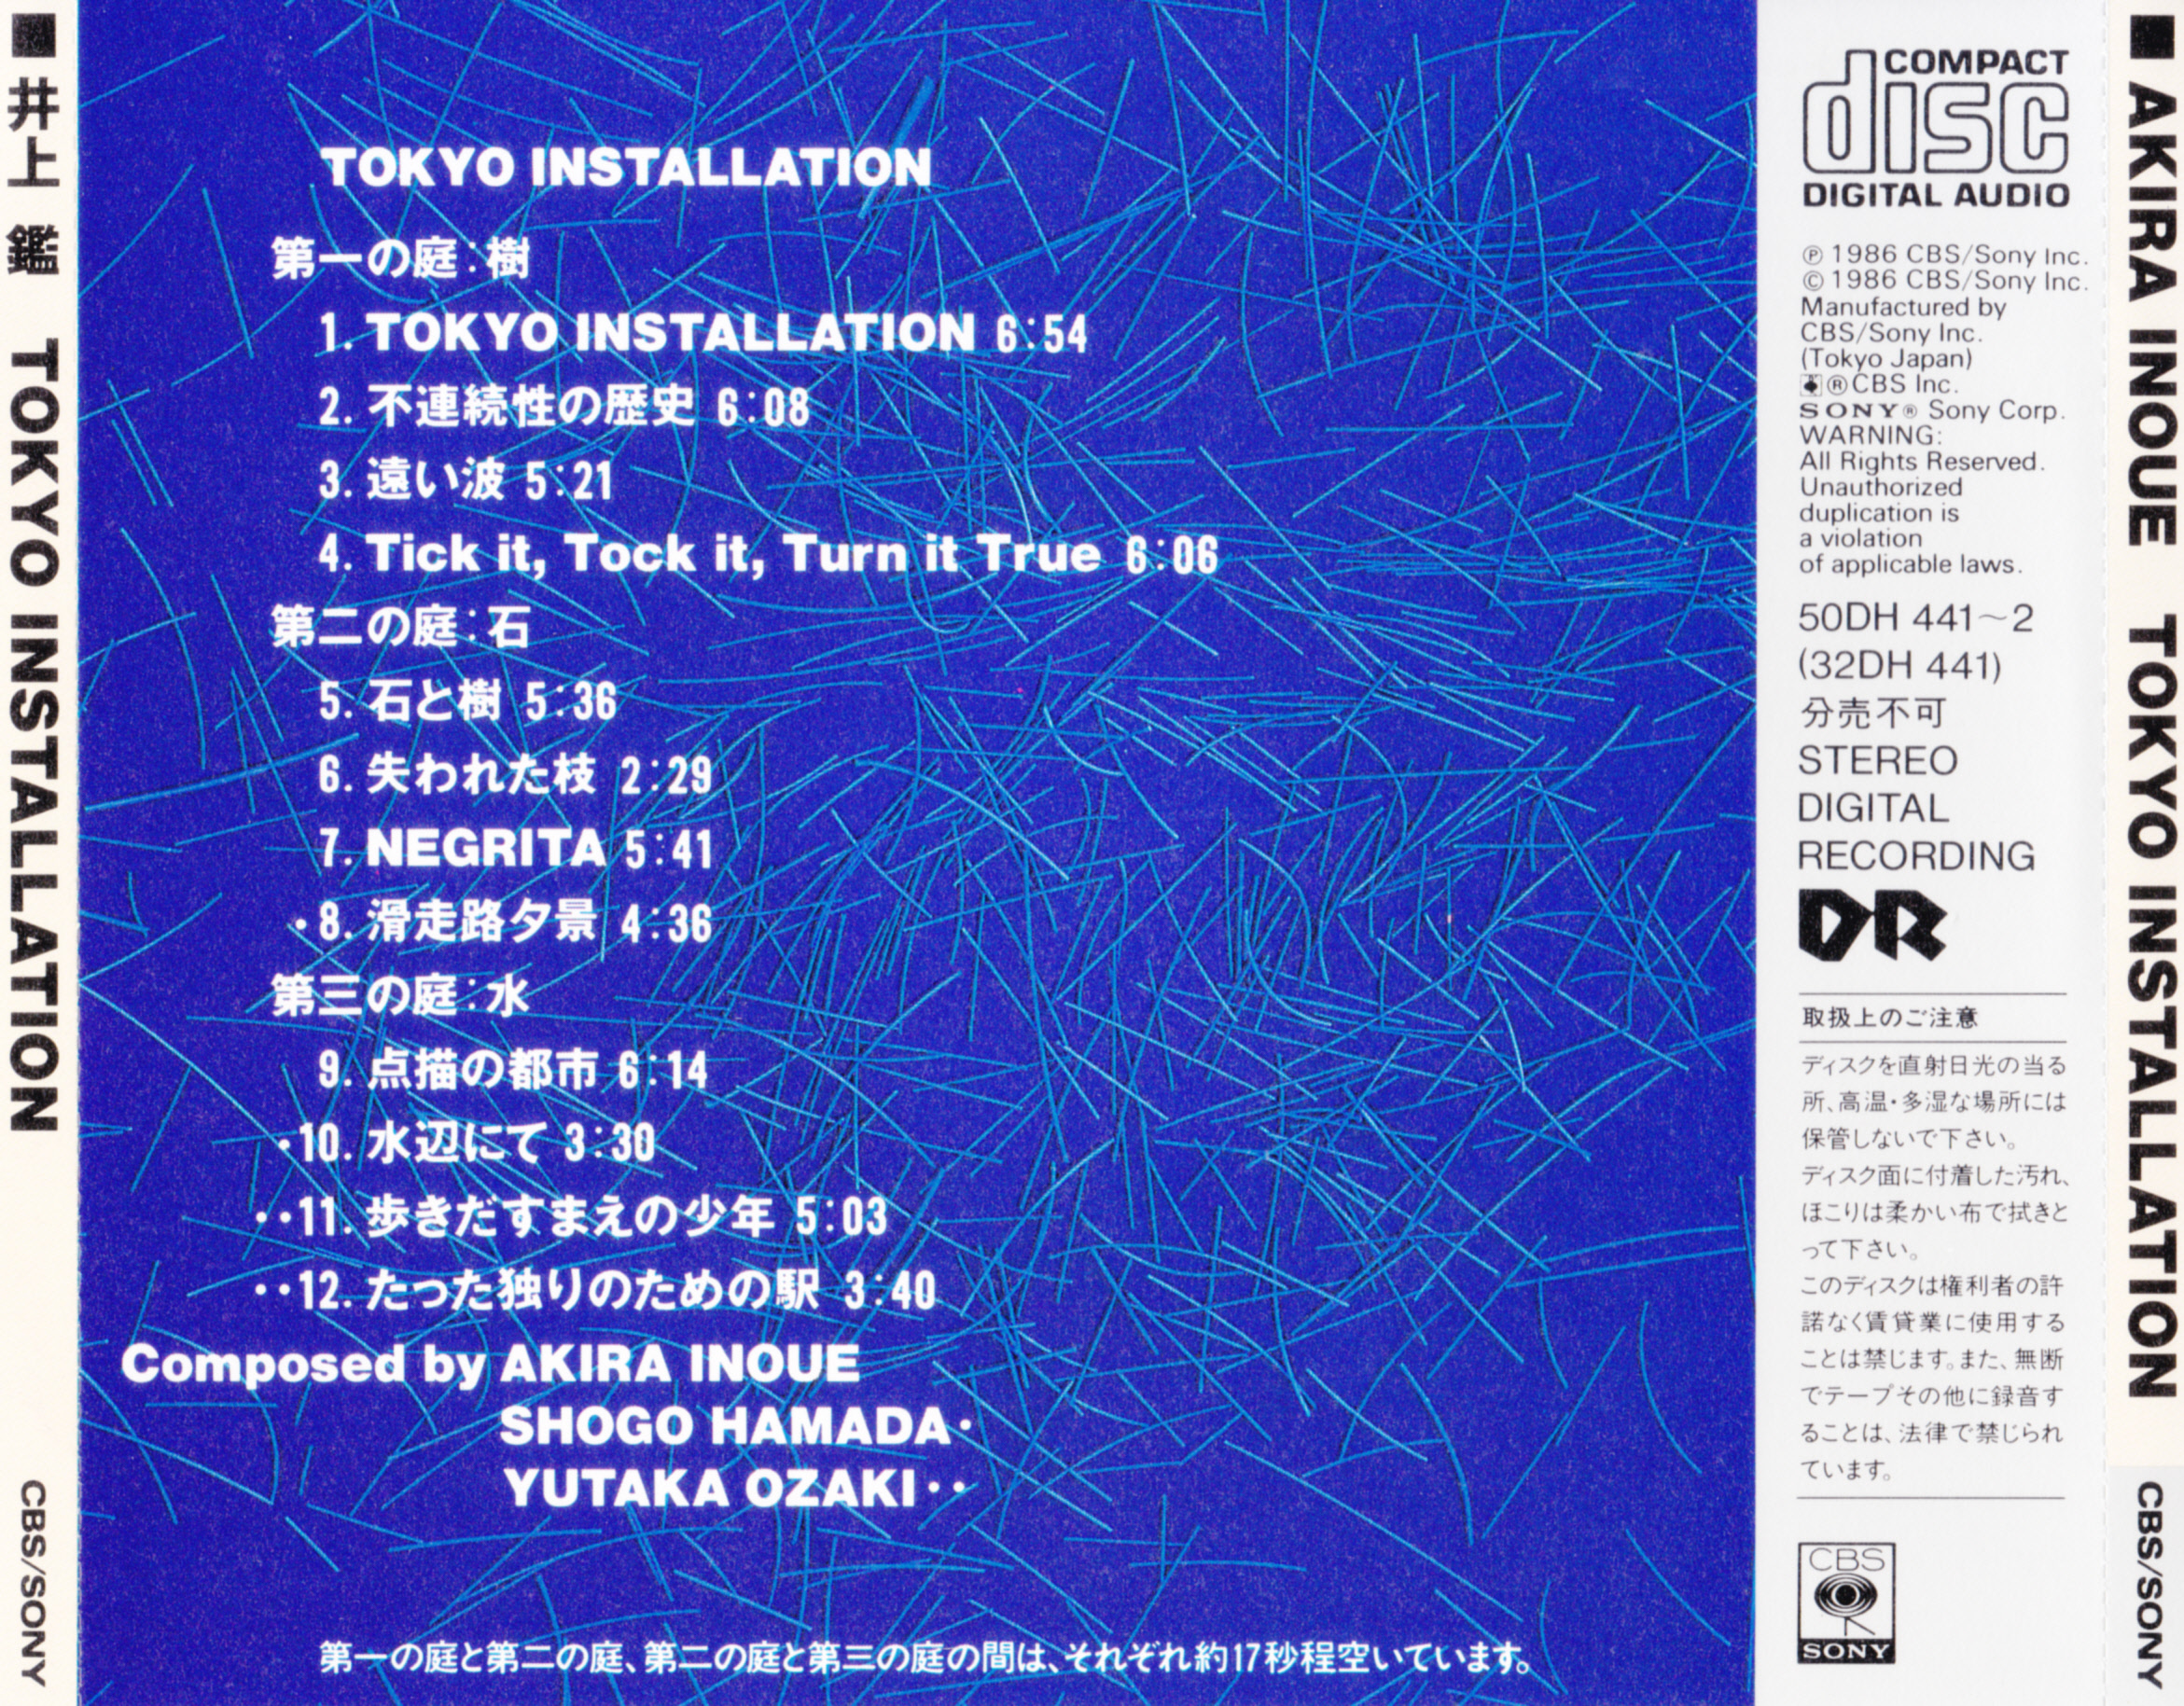 ■ 井上 鑑 TOKYO INSTALLATION CBS/SONY
TOKYO INSTALLATION
第一の庭:樹
1. TOKYO INSTALLATION 6:54
2. 不連続性の歴史 6:08
3. 遠い波 5:21
4. Tick it, Tock it, Turn it True 6:06
第二の庭:石
5. 石と樹 5:36
6. 失われた枝 2:29
7. NEGRITA 5:41
・8. 滑走路夕景 4:36
第三の庭:水
9. 点描の都市 6:14
・10. 水辺にて 3:30
・・11. 歩きだすまえの少年 5:03
・・12. たった独りのための駅 3:40
Composed by AKIRA INOUE
SHOGO HAMADA・
YUTAKA OZAKI・・
第一の庭と第二の庭、第二の庭と第三の庭の間は、それぞれ約17秒程空いています。
COMPACT
disc
DIGITAL AUDIO
Ⓟ 1986 CBS/Sony Inc.
© 1986 CBS/Sony Inc.
Manufactured by
CBS/Sony Inc.
(Tokyo Japan)
® CBS Inc.
SONY® Sony Corp.
WARNING:
All Rights Reserved.
Unauthorized
duplication is
a violation
of applicable laws.
50DH 441〜2
(32DH 441)
分売不可
STEREO
DIGITAL
RECORDING
DR
取扱上のご注意
ディスクを直射日光の当る
所、高温・多湿な場所には
保管しないで下さい。
ディスク面に付着した汚れ、
ほこりは柔かい布で拭きと
って下さい。
このディスクは権利者の許
諾なく賃貸業に使用する
ことは禁じます。また、無断
でテープその他に録音す
ることは、法律で禁じられ
ています。
CBS
SONY
■ AKIRA INOUE TOKYO INSTALLATION CBS/SONY